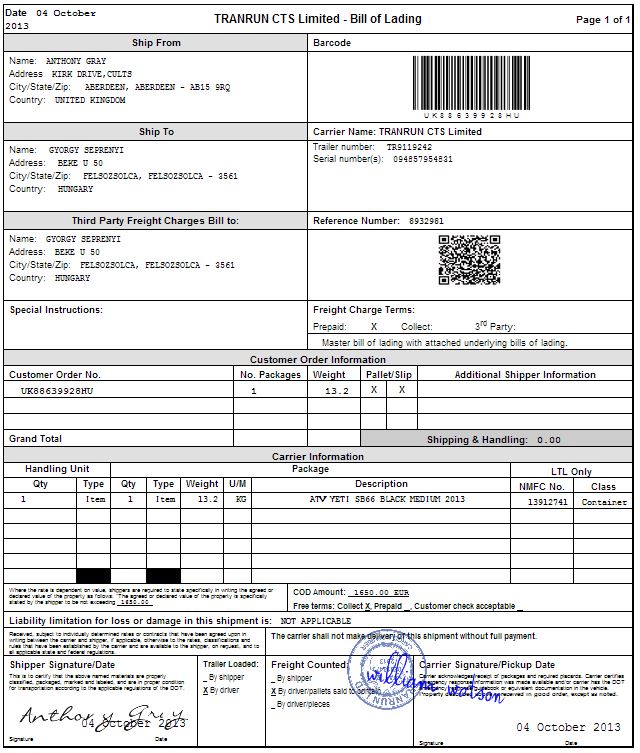 Date 04 October 2013
TRANRUN CTS Limited - Bill of Lading
Page 1 of 1
Ship From
Name: ANTHONY GRAY
Address KIRK DRIVE,CULTS
City/State/Zip: ABERDEEN, ABERDEEN - AB15 9RQ
Country: UNITED KINGDOM
Barcode
UK88639928HU
Ship To
Name: GYORGY SEPRENYI
Address: BEKE U 50
City/State/Zip: FELSOZSOLCA, FELSOZSOLCA - 3561
Country: HUNGARY
Carrier Name: TRANRUN CTS Limited
Trailer number: TR9119242
Serial number(s): 094857954831
Third Party Freight Charges Bill to:
Name: GYORGY SEPRENYI
Address: BEKE U 50
City/State/Zip: FELSOZSOLCA, FELSOZSOLCA - 3561
Country: HUNGARY
Reference Number: 8932981
Special Instructions:
Freight Charge Terms:
Prepaid: X Collect: 3rd Party:
Master bill of lading with attached underlying bills of lading.
Customer Order Information
Customer Order No. No. Packages Weight Pallet/Slip Additional Shipper Information
UK88639928HU 1 13.2 X X
Grand Total Shipping & Handling: 0.00
Carrier Information
Handling Unit Package LTL Only
Qty Type Qty Type Weight U/M Description NMFC No. Class
1 Item 1 Item 13.2 KG ATV YETI SB66 BLACK MEDIUM 2013 13912741 Container
Where the rate is dependent on value, shippers are required to state specifically in writing the agreed or
declared value of the property as follows: "The agreed or declared value of the property is specifically
stated by the shipper to be not exceeding 1650.00
COD Amount: 1650.00 EUR
Free terms: Collect X, Prepaid _, Customer check acceptable _
Liability limitation for loss or damage in this shipment is: NOT APPLICABLE
Received, subject to individually determined rates or contracts that have been agreed upon in
writing between the carrier and shipper, if applicable, otherwise to the rates, classifications and
rules that have been established by the carrier and are available to the shipper, on request, and to
all applicable state and federal regulations.
The carrier shall not make delivery of this shipment without full payment.
Shipper Signature/Date
This is to certify that the above named materials are properly
classified, packaged, marked and labeled, and are in proper condition
for transportation according to the applicable regulations of the DOT.
Anthony Gray
04 October 2013
Signature Date
Trailer Loaded:
_ By shipper
X By driver
Freight Counted:
_ By Shipper
X By driver/pallets said to contain
_ By driver/pieces
TRANRUN
william watson
Carrier Signature/Pickup Date
Carrier acknowledges receipt of packages and required placards. Carrier certifies
response information was made available and/or carrier has the DOT
guidebook or equivalent documentation in the vehicle.
Property received in good order, except as noted.
04 October 2013
Signature Date